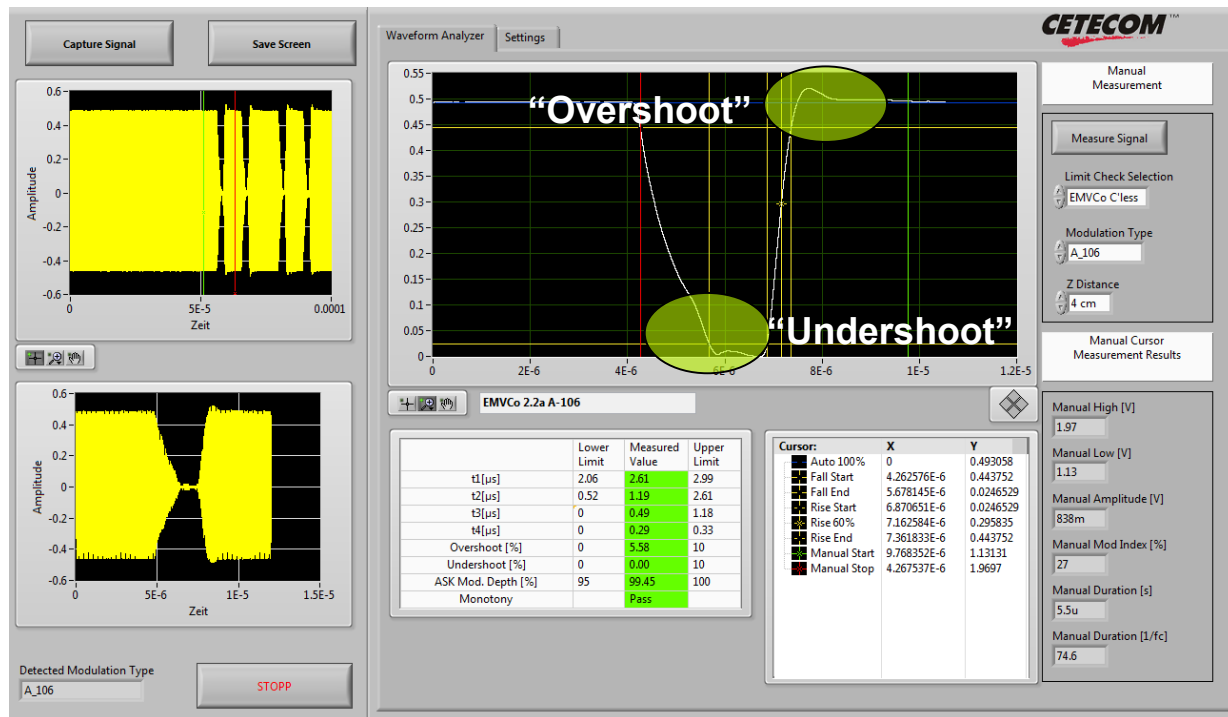 Capture Signal
Save Screen
0.6
0.4
0.2
0
-0.2
-0.4
-0.6
Amplitude
0 5E-5 0.0001
Zeit
0.6
0.4
0.2
0
-0.2
-0.4
-0.6
Amplitude
0 5E-6 1E-5 1.5E-5
Zeit
Detected Modulation Type
A_106
STOPP
Waveform Analyzer
Settings
CETECOM™
0.55
0.5
0.45
0.4
0.35
0.3
0.25
0.2
0.15
0.1
0.05
0
0 2E-6 4E-6 6E-6 8E-6 1E-5 1.2E-5
“Overshoot”
“Undershoot”
EMVCo 2.2a A-106
Lower Limit Measured Value Upper Limit
t1[µs] 2.06 2.61 2.99
t2[µs] 0.52 1.19 2.61
t3[µs] 0 0.49 1.18
t4[µs] 0 0.29 0.33
Overshoot [%] 0 5.58 10
Undershoot [%] 0 0.00 10
ASK Mod. Depth [%] 95 99.45 100
Monotony Pass
Cursor: X Y
Auto 100% 0 0.493058
Fall Start 4.262576E-6 0.443752
Fall End 5.678145E-6 0.0246529
Rise Start 6.870651E-6 0.0246529
Rise 60% 7.162584E-6 0.295835
Rise End 7.361833E-6 0.443752
Manual Start 9.768352E-6 1.13131
Manual Stop 4.267537E-6 1.9697
Manual
Measurement
Measure Signal
Limit Check Selection
EMVCo C'less
Modulation Type
A_106
Z Distance
4 cm
Manual Cursor
Measurement Results
Manual High [V]
1.97
Manual Low [V]
1.13
Manual Amplitude [V]
838m
Manual Mod Index [%]
27
Manual Duration [s]
5.5u
Manual Duration [1/fc]
74.6